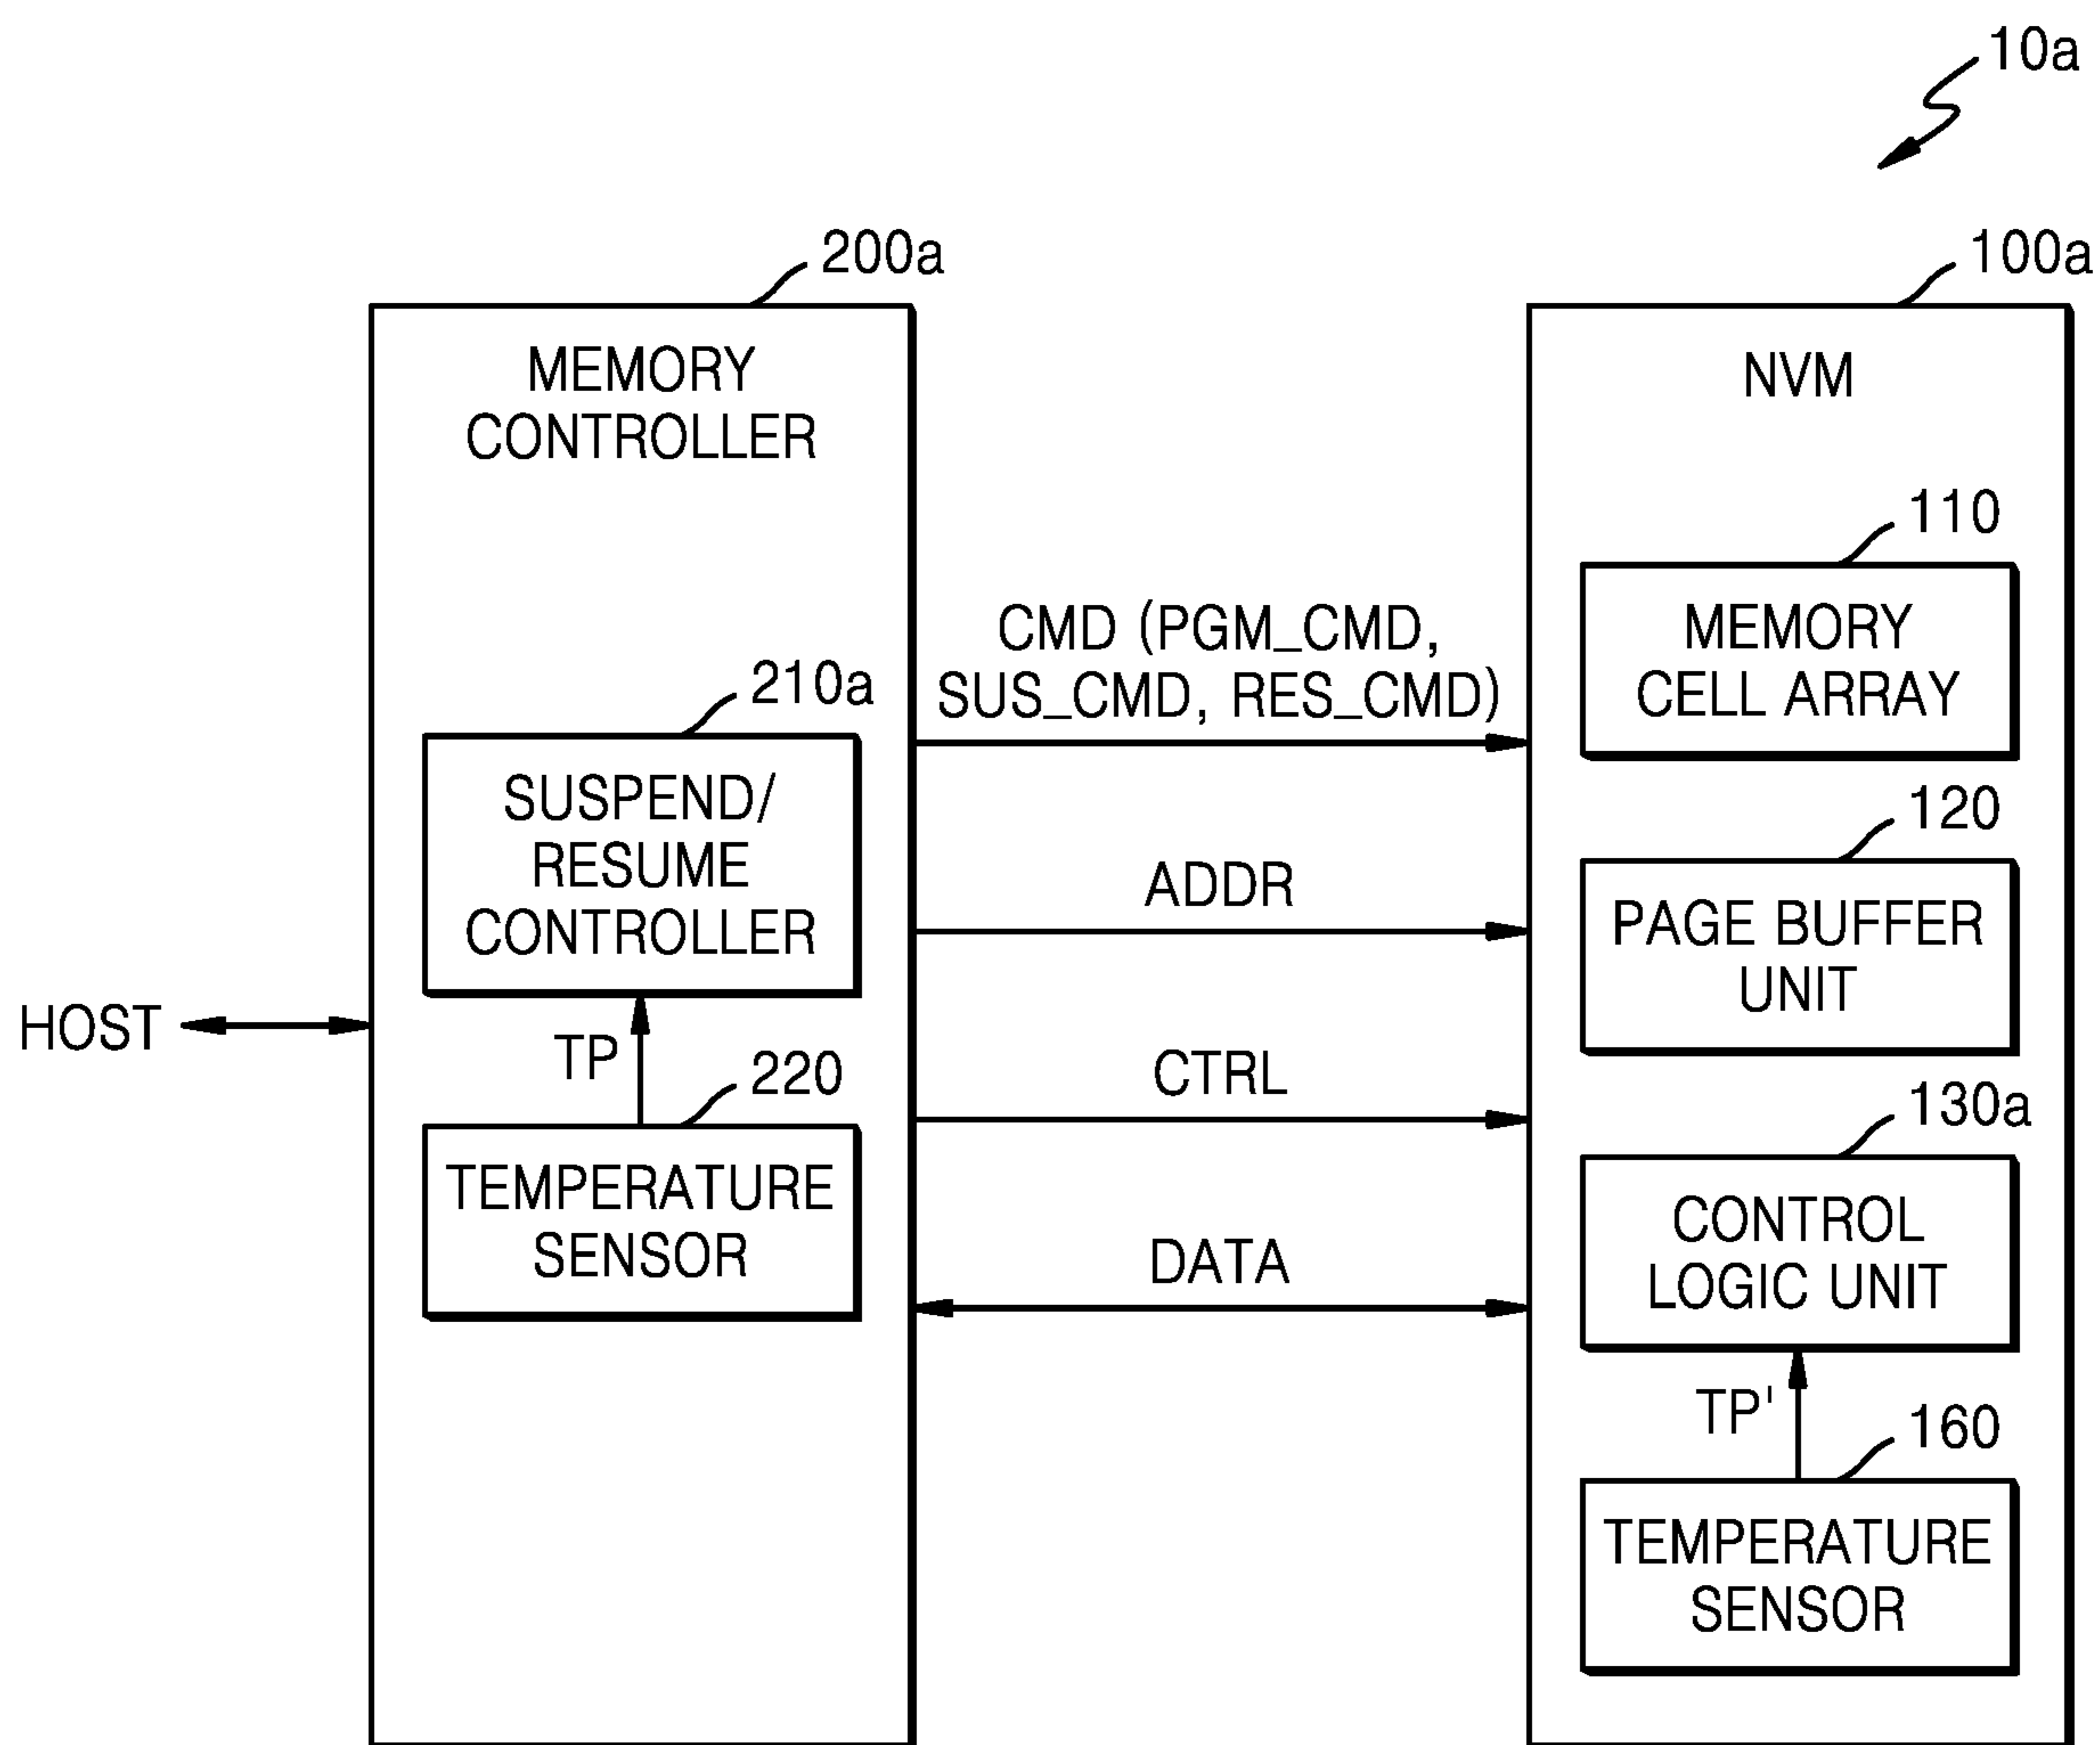 10a
200a
100a
MEMORY
CONTROLLER
NVM
110
CMD (PGM_CMD,
SUS_CMD, RES_CMD)
MEMORY
CELL ARRAY
210a
SUSPEND/
RESUME
CONTROLLER
120
ADDR
PAGE BUFFER
UNIT
HOST
TP
220
CTRL
130a
TEMPERATURE
SENSOR
DATA
CONTROL
LOGIC UNIT
TP'
160
TEMPERATURE
SENSOR